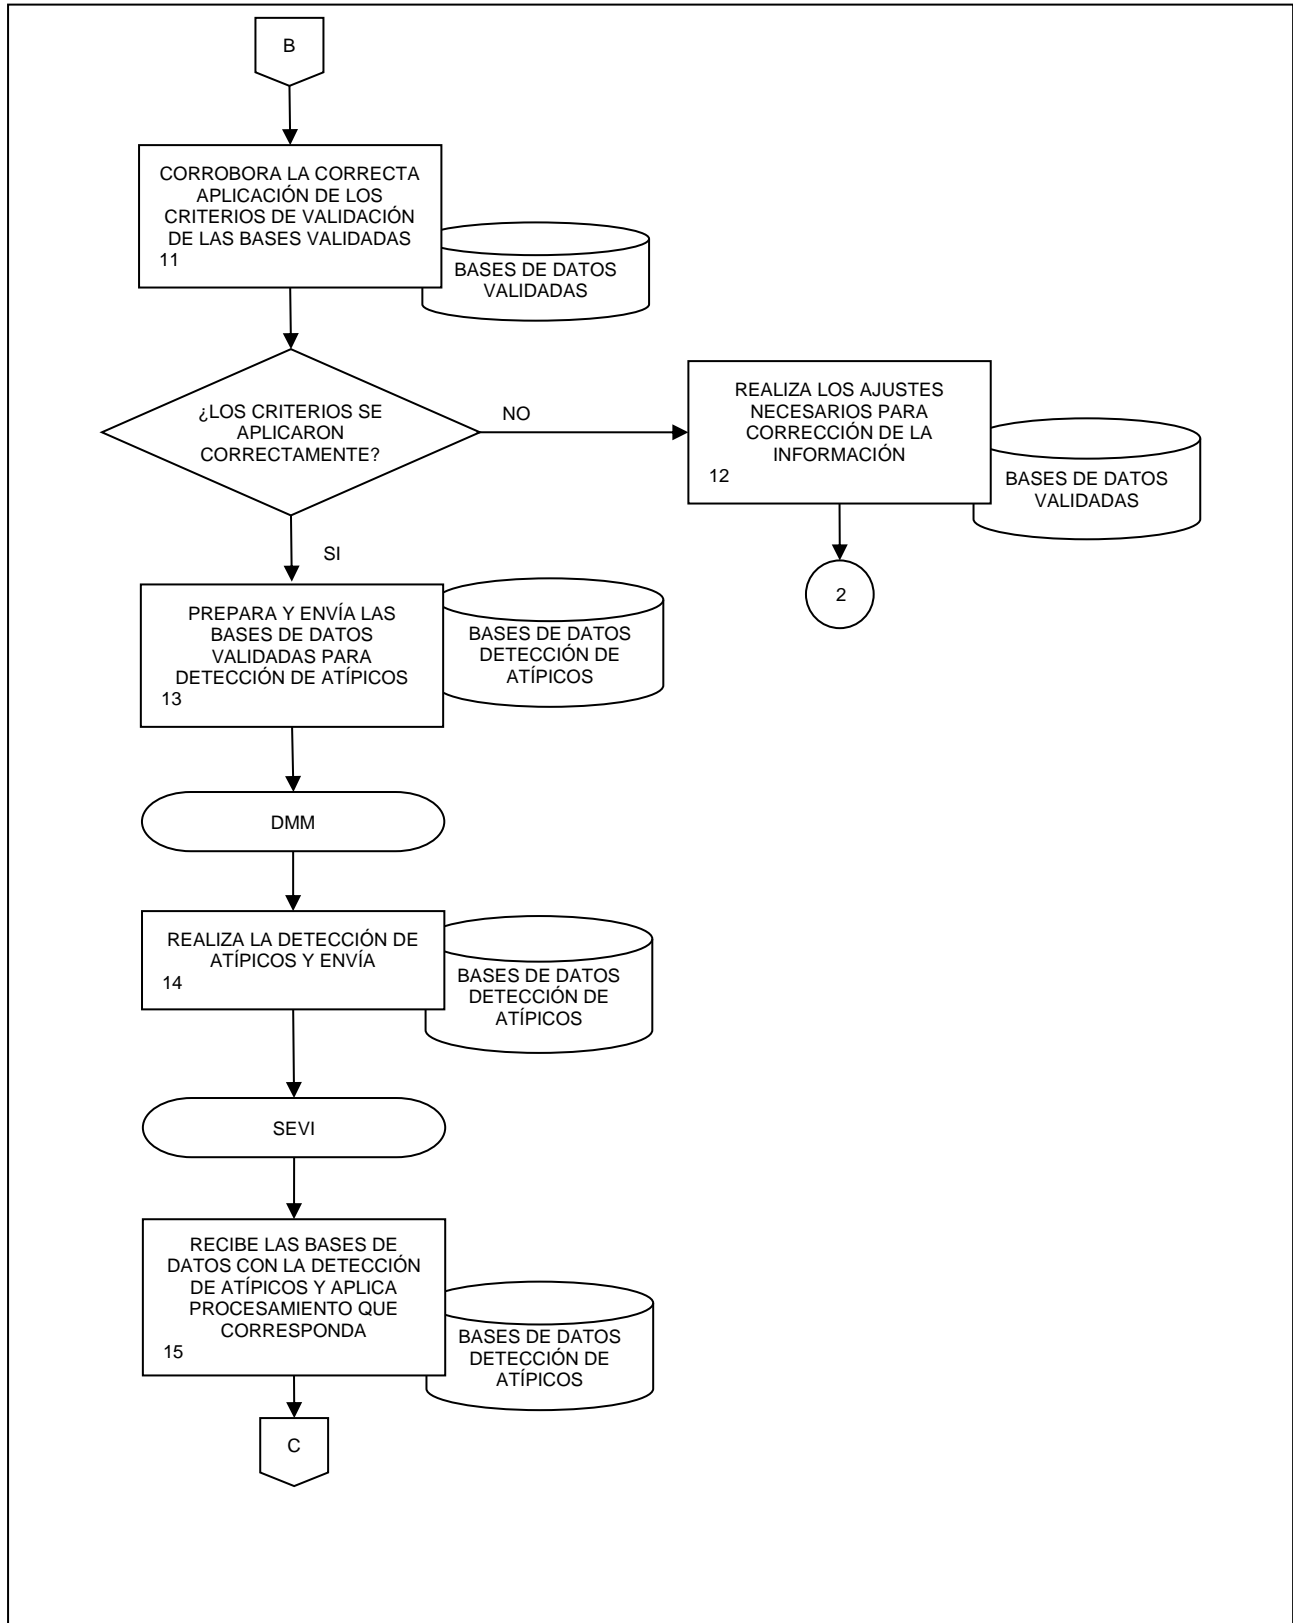 B
CORROBORA LA CORRECTA
APLICACIÓN DE LOS
CRITERIOS DE VALIDACIÓN
DE LAS BASES VALIDADAS
11
BASES DE DATOS
VALIDADAS
¿LOS CRITERIOS SE
APLICARON
CORRECTAMENTE?
NO
REALIZA LOS AJUSTES
NECESARIOS PARA
CORRECCIÓN DE LA
INFORMACIÓN
12
BASES DE DATOS
VALIDADAS
2
SI
PREPARA Y ENVÍA LAS
BASES DE DATOS
VALIDADAS PARA
DETECCIÓN DE ATÍPICOS
13
BASES DE DATOS
DETECCIÓN DE
ATÍPICOS
DMM
REALIZA LA DETECCIÓN DE
ATÍPICOS Y ENVÍA
14
BASES DE DATOS
DETECCIÓN DE
ATÍPICOS
SEVI
RECIBE LAS BASES DE
DATOS CON LA DETECCIÓN
DE ATÍPICOS Y APLICA
PROCESAMIENTO QUE
CORRESPONDA
15
BASES DE DATOS
DETECCIÓN DE
ATÍPICOS
C